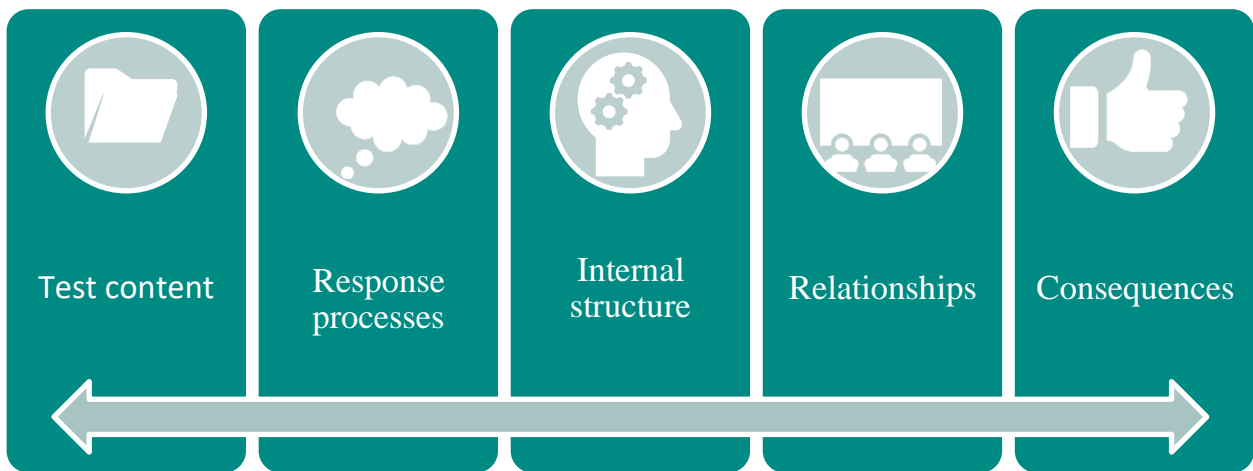 Test content
Response
processes
Internal
structure
Relationships
Consequences